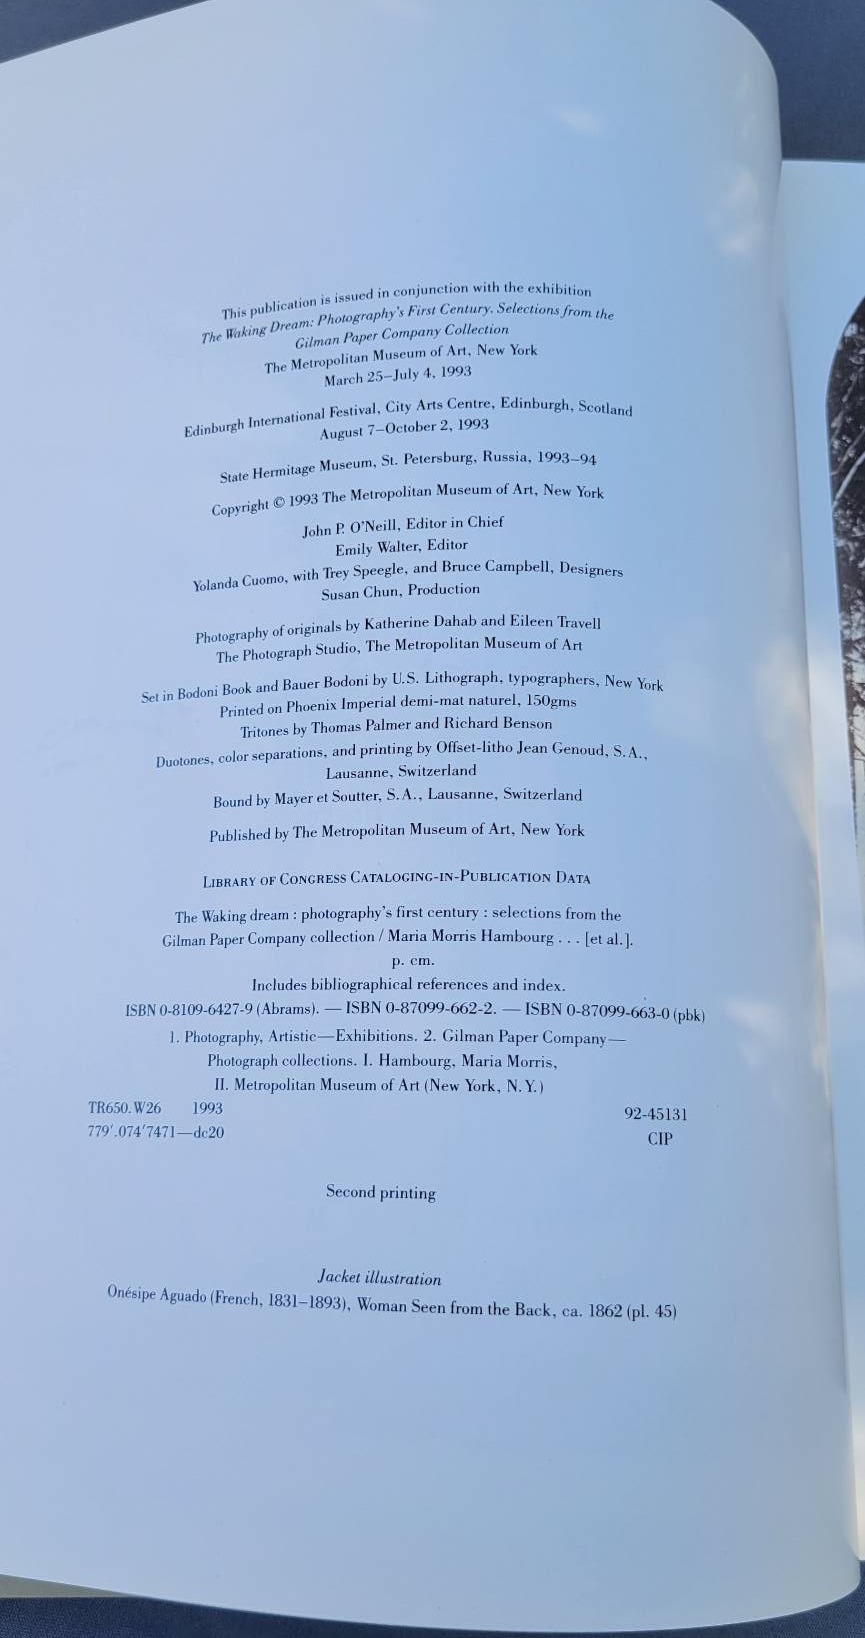 This publication is issued in conjunction with the exhibition
The Waking Dream: Photography's First Century. Selections from the
Gilman Paper Company Collection
The Metropolitan Museum of Art, New York
March 25–July 4, 1993
Edinburgh International Festival, City Arts Centre, Edinburgh, Scotland
August 7–October 2, 1993
State Hermitage Museum, St. Petersburg, Russia, 1993–94
Copyright © 1993 The Metropolitan Museum of Art, New York
John P. O'Neill, Editor in Chief
Emily Walter, Editor
Yolanda Cuomo, with Trey Speegle, and Bruce Campbell, Designers
Susan Chun, Production
Photography of originals by Katherine Dahab and Eileen Travell
The Photograph Studio, The Metropolitan Museum of Art
Set in Bodoni Book and Bauer Bodoni by U.S. Lithograph, typographers, New York
Printed on Phoenix Imperial demi-mat naturel, 150gms
Tritones by Thomas Palmer and Richard Benson
Duotones, color separations, and printing by Offset-litho Jean Genoud, S.A.,
Lausanne, Switzerland
Bound by Mayer et Soutter, S.A., Lausanne, Switzerland
Published by The Metropolitan Museum of Art, New York
LIBRARY OF CONGRESS CATALOGING-IN-PUBLICATION DATA
The Waking dream : photography's first century : selections from the
Gilman Paper Company collection / Maria Morris Hambourg . . . [et al.].
p. cm.
Includes bibliographical references and index.
ISBN 0-8109-6427-9 (Abrams). — ISBN 0-87099-662-2. — ISBN 0-87099-663-0 (pbk)
1. Photography, Artistic—Exhibitions. 2. Gilman Paper Company—
Photograph collections. I. Hambourg, Maria Morris,
II. Metropolitan Museum of Art (New York, N.Y.)
TR650.W26 1993
92-45131
779'.074'7471—dc20
CIP
Second printing
Jacket illustration
Onésipe Aguado (French, 1831–1893), Woman Seen from the Back, ca. 1862 (pl. 45)